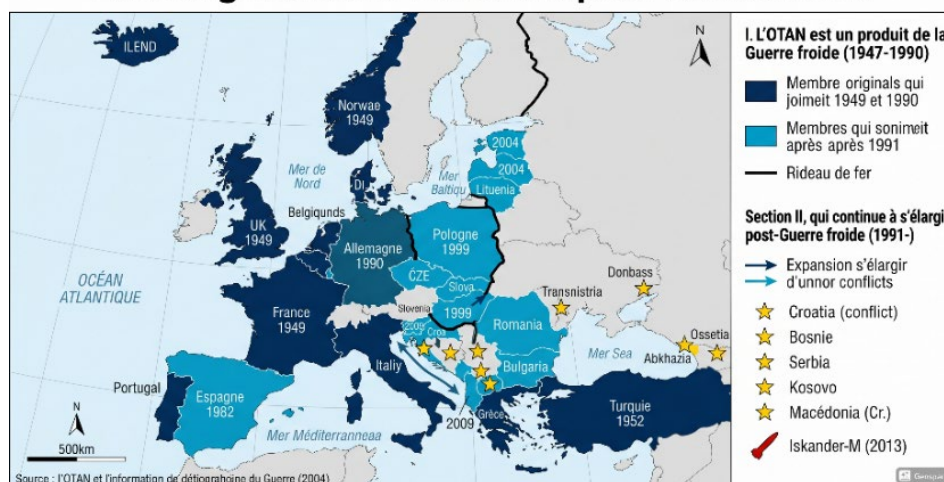 ILEND
Norwae
1949
Mer de
Nord
DI
Mer
Baltiqu
2004
2004
Lituenia
UK
1949
Belgiqunds
Allemagne
1990
Pologne
1999
OCÉAN
ATLANTIQUE
ČZE
Slova
1999
Donbass
Transnistria
France
1949
Slovenia
2009
Croa
Romania
Ossetia
Abkhazia
Mer Sea
Italiy
Bulgaria
Portugal
Espagne
1982
Grèce
2009
Turquie
1952
Mer Méditerrannea
N
500km
N
Source : l'OTAN et l'information de détiograhoine du Guerre (2004)
I. L'OTAN est un produit de la
Guerre froide (1947-1990)
Membre originals qui
joimeit 1949 et 1990
Membres qui sonimeit
après après 1991
Rideau de fer
Section II, qui continue à s'élargi
post-Guerre froide (1991-)
Expansion s'élargir
d'unnor conflicts
Croatia (conflict)
Bosnie
Serbia
Kosovo
Macédonia (Cr.)
Iskander-M (2013)